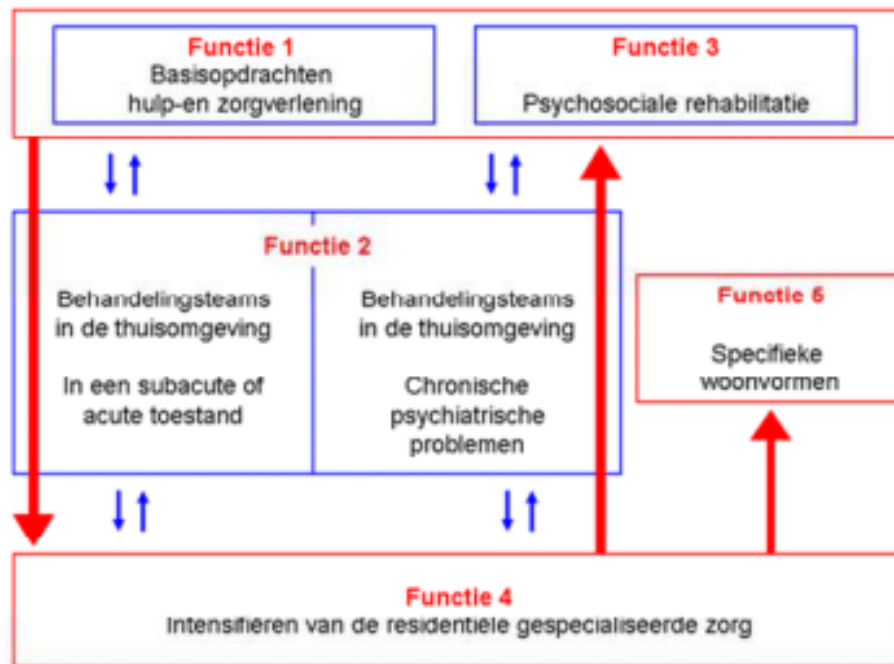 Functie 1
Basisopdrachten
hulp-en zorgverlening
Functie 3
Psychosociale rehabilitatie
Functie 2
Behandelingsteams
in de thuisomgeving
In een subacute of
acute toestand
Behandelingsteams
in de thuisomgeving
Chronische
psychiatrische
problemen
Functie 5
Specifieke
woonvormen
Functie 4
Intensifiëren van de residentiële gespecialiseerde zorg